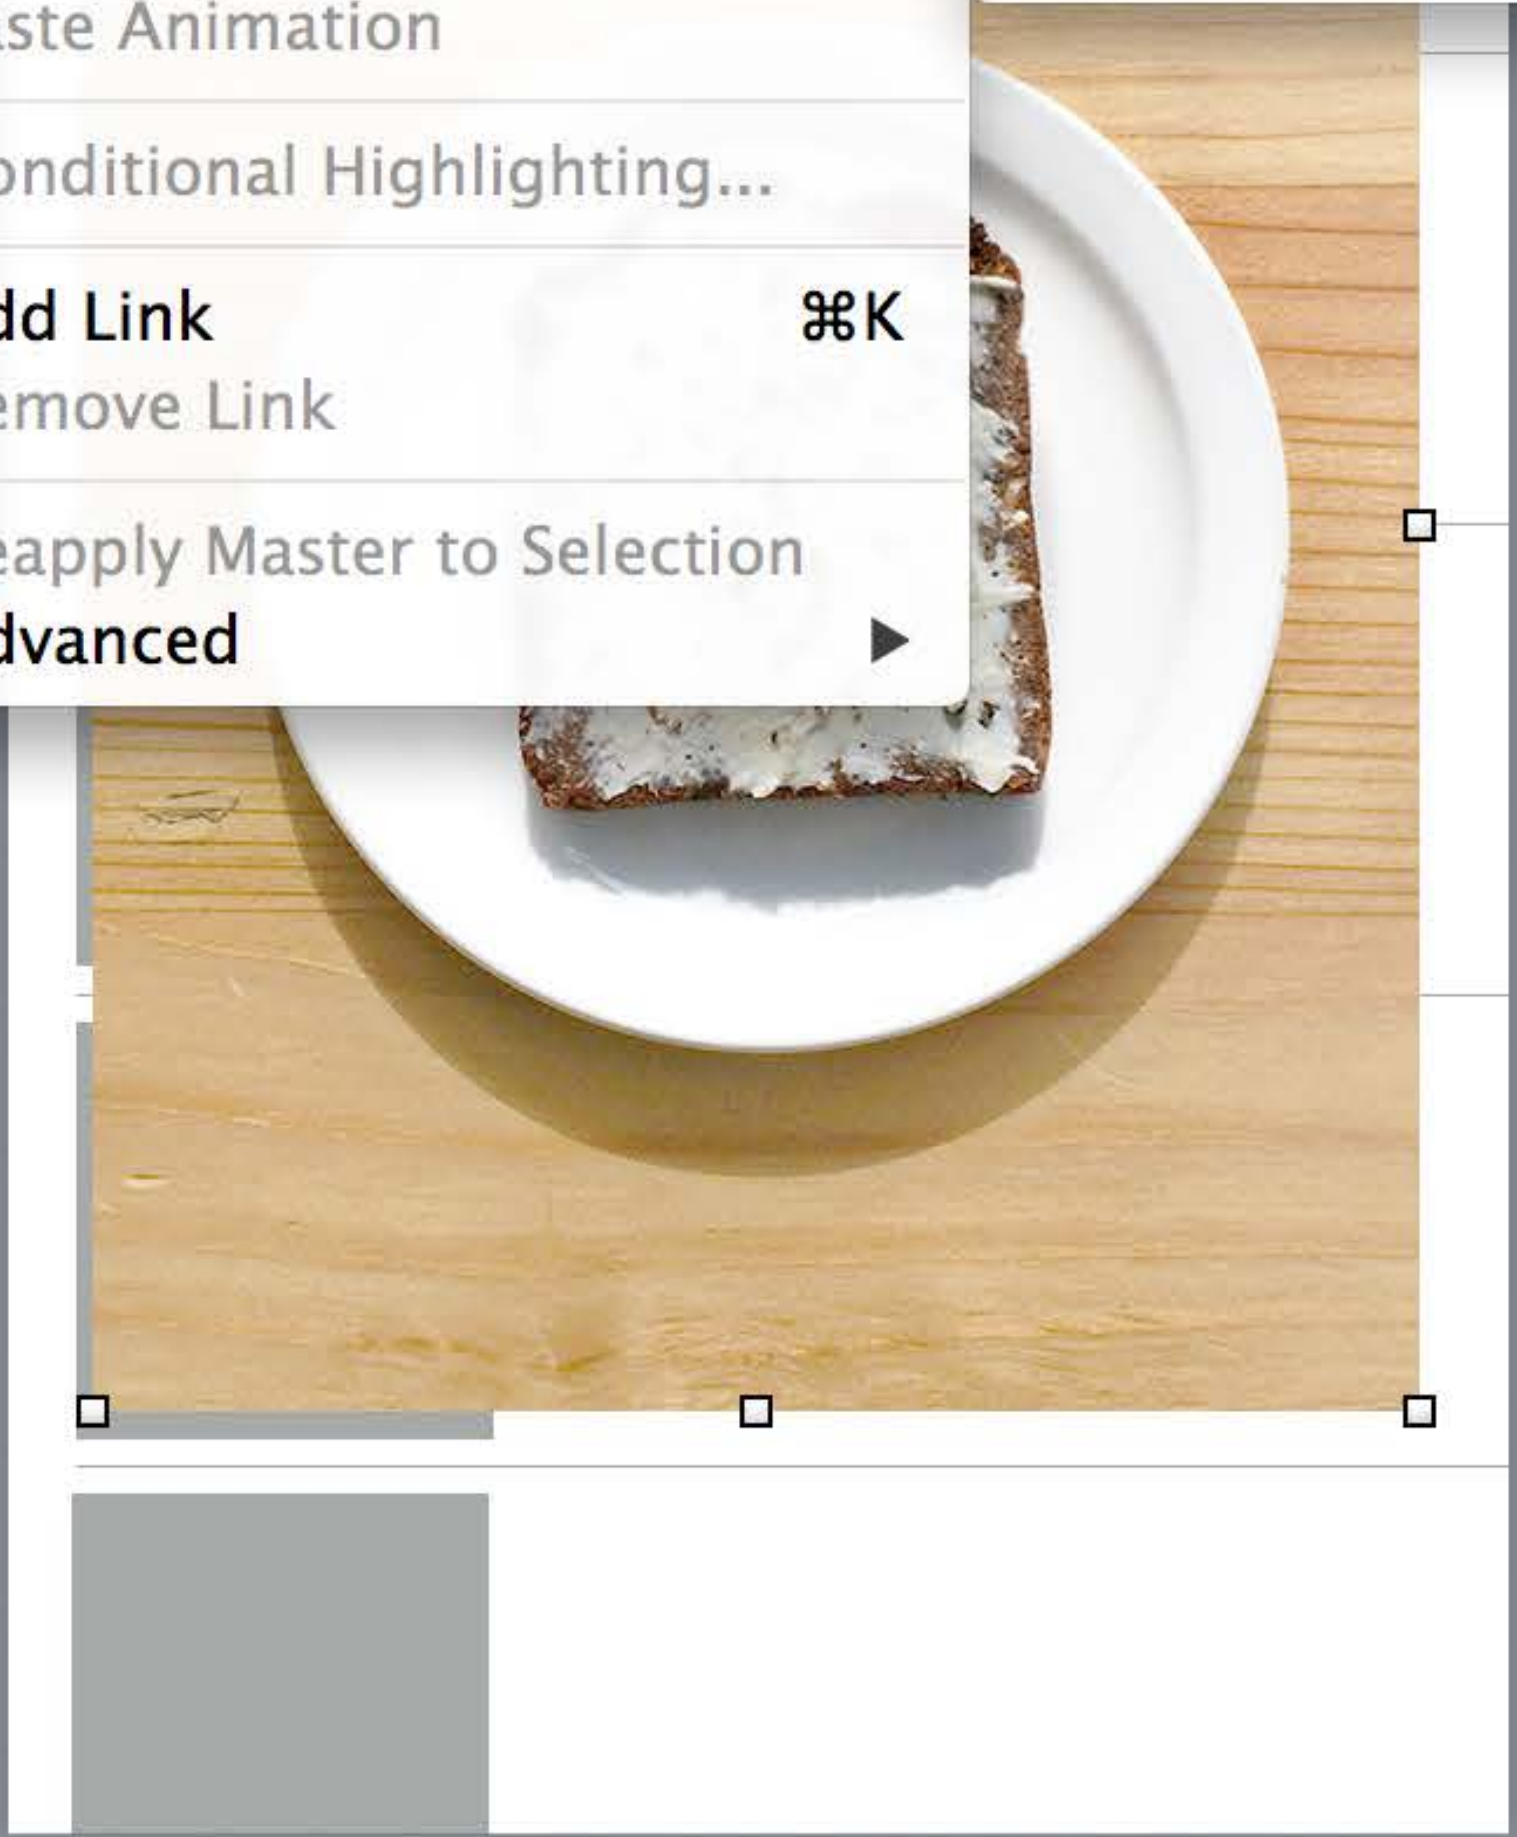 ste Animation
onditional Highlighting...
dd Link ⌘K
emove Link
eapply Master to Selection
dvanced ▶